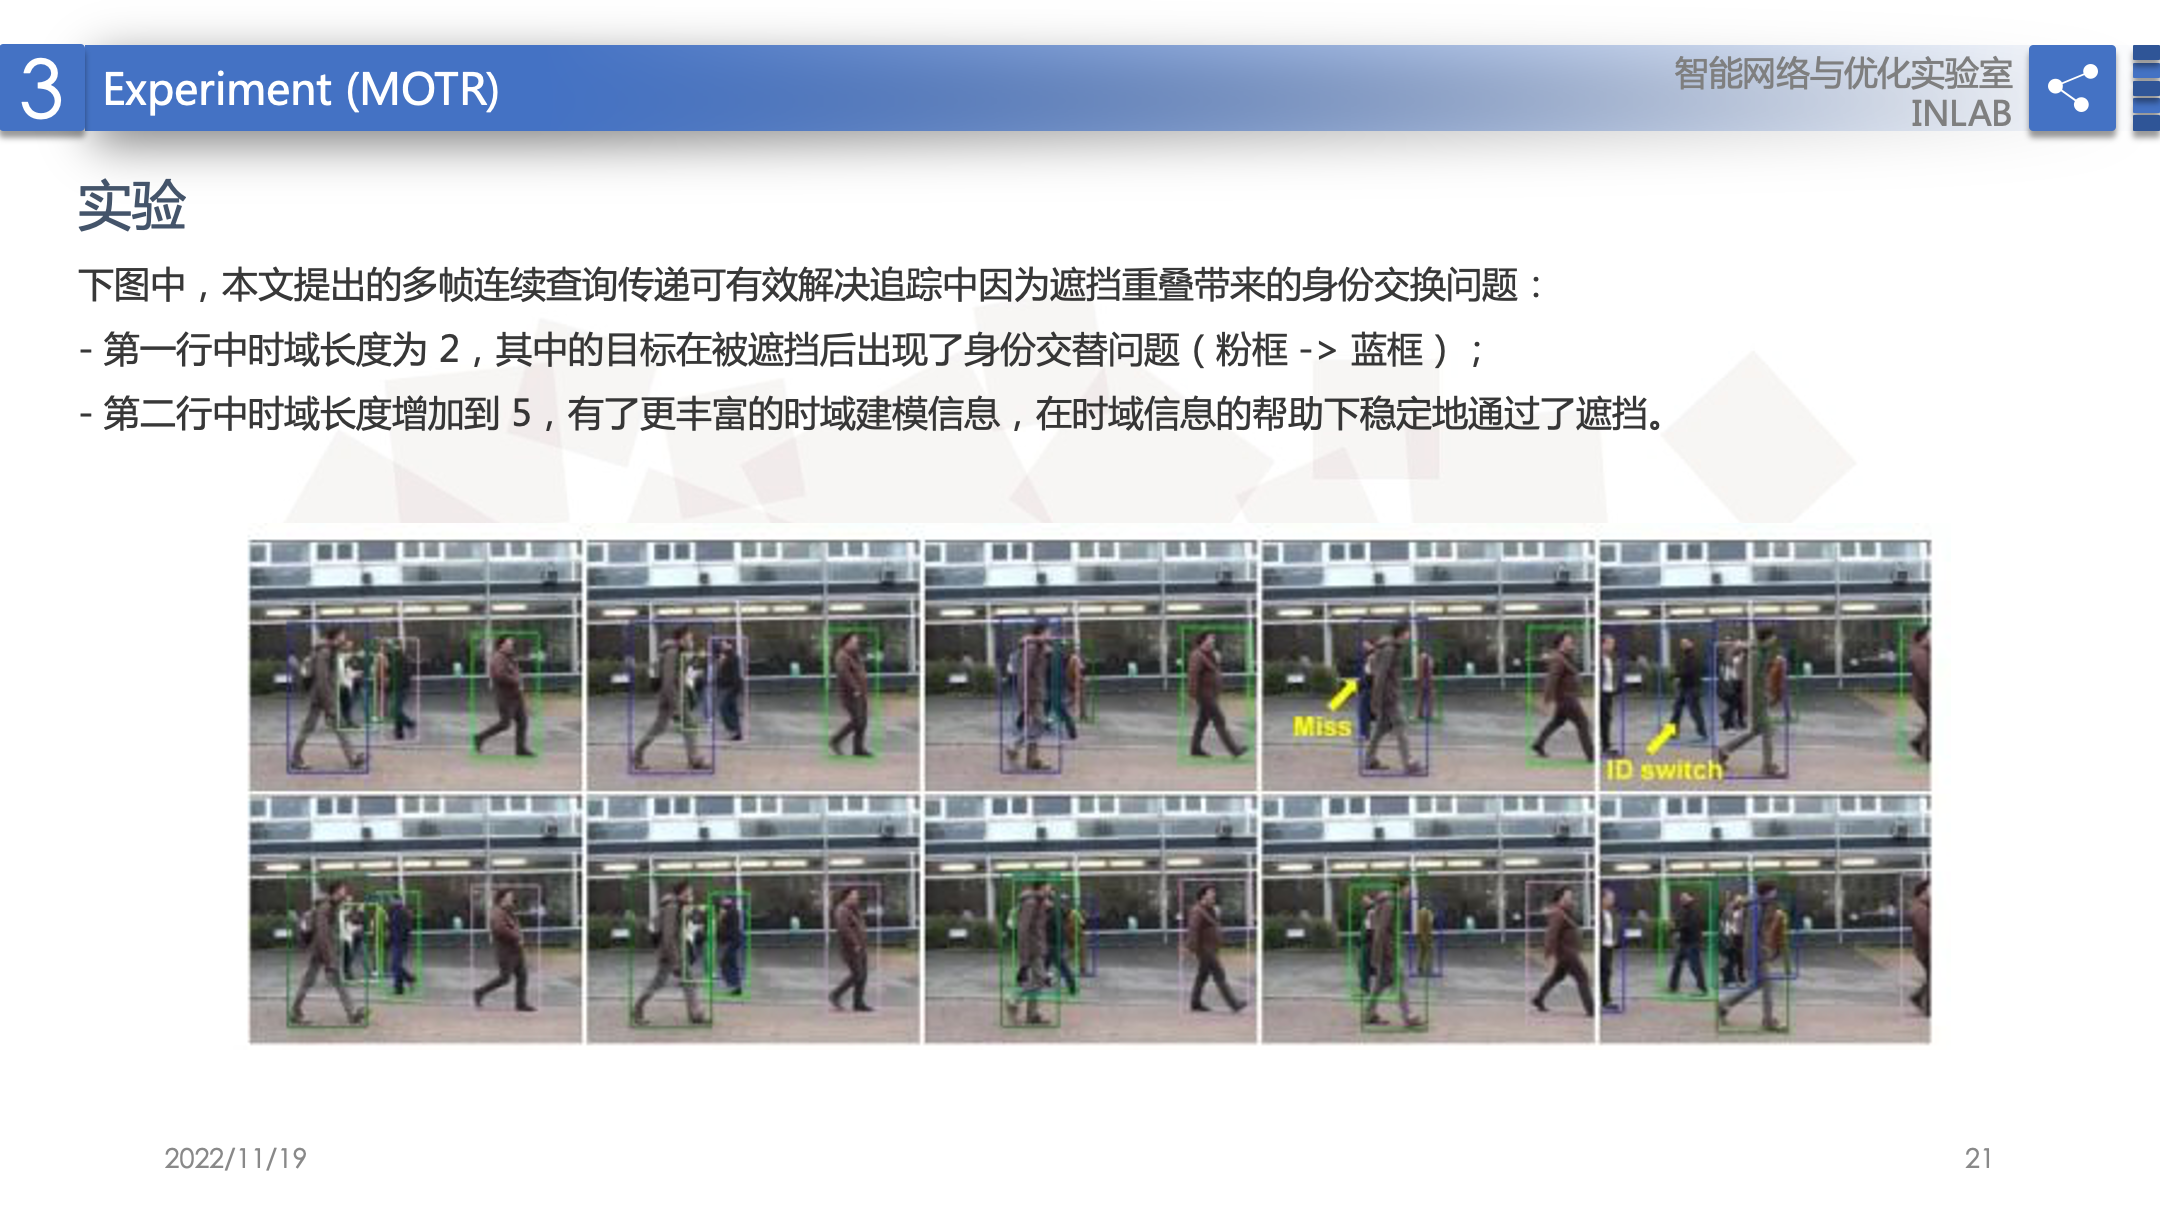 3
Experiment (MOTR)
智能网络与优化实验室
INLAB
实验
下图中，本文提出的多帧连续查询传递可有效解决追踪中因为遮挡重叠带来的身份交换问题：
- 第一行中时域长度为 2，其中的目标在被遮挡后出现了身份交替问题（粉框 -> 蓝框）；
- 第二行中时域长度增加到 5，有了更丰富的时域建模信息，在时域信息的帮助下稳定地通过了遮挡。
Miss
ID switch
2022/11/19
21